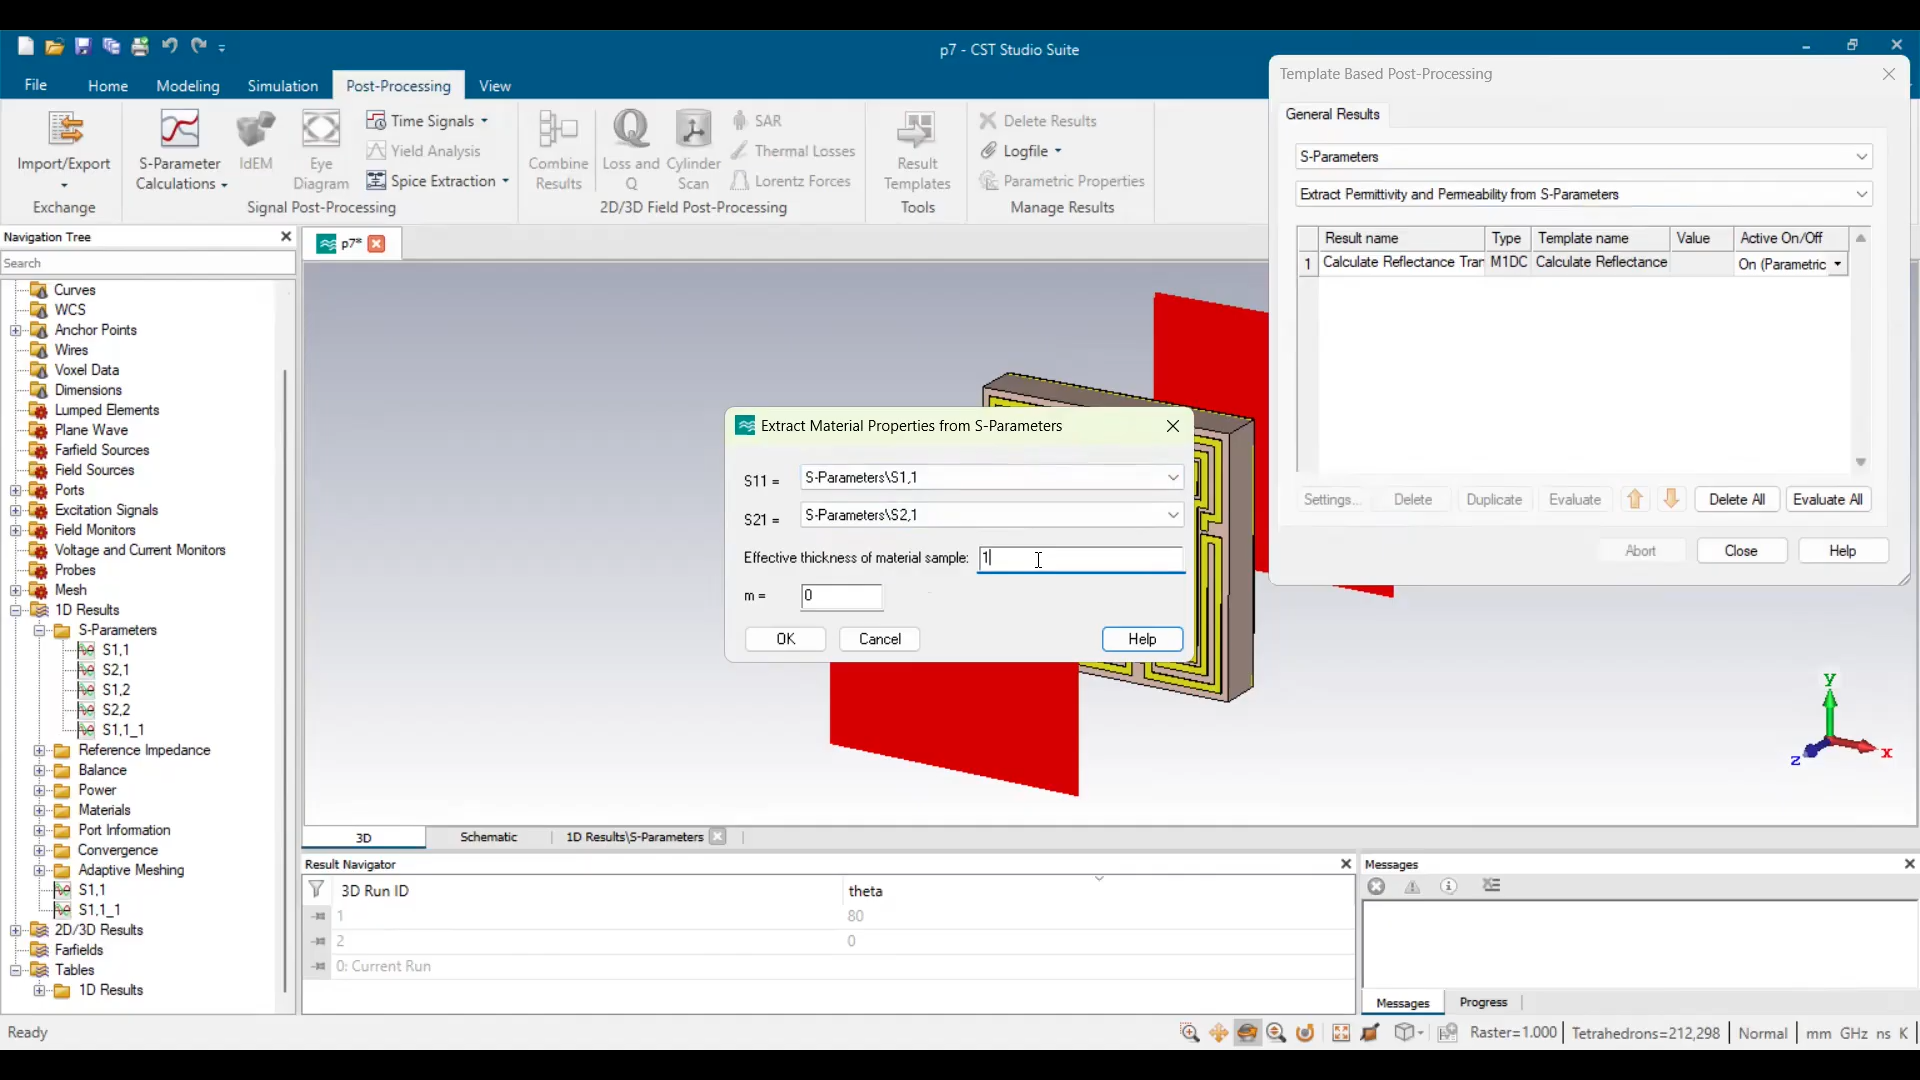 p7 - CST Studio Suite
File
Home
Modeling
Simulation
Post-Processing
View
Import/Export
Exchange
S-Parameter
Calculations
IdEM
Eye
Diagram
Time Signals
Yield Analysis
Spice Extraction
Signal Post-Processing
Combine
Results
Loss and
Q
Cylinder
Scan
SAR
Thermal Losses
Lorentz Forces
2D/3D Field Post-Processing
Result
Templates
Tools
Delete Results
Logfile
Parametric Properties
Manage Results
Template Based Post-Processing
General Results
S-Parameters
Extract Permittivity and Permeability from S-Parameters
Result name
Type
Template name
Value
Active On/Off
1
Calculate Reflectance Tran
M1DC
Calculate Reflectance
On (Parametric
Settings...
Delete
Duplicate
Evaluate
Delete All
Evaluate All
Abort
Close
Help
Navigation Tree
Search
Curves
WCS
Anchor Points
Wires
Voxel Data
Dimensions
Lumped Elements
Plane Wave
Farfield Sources
Field Sources
Ports
Excitation Signals
Field Monitors
Voltage and Current Monitors
Probes
Mesh
1D Results
S-Parameters
S1,1
S2,1
S1,2
S2,2
S1,1_1
Reference Impedance
Balance
Power
Materials
Port Information
Convergence
Adaptive Meshing
S1,1
S1,1_1
2D/3D Results
Farfields
Tables
1D Results
p7*
Extract Material Properties from S-Parameters
S11 =
S-Parameters\S1,1
S21 =
S-Parameters\S2,1
Effective thickness of material sample:
1
m =
0
OK
Cancel
Help
y
x
z
3D
Schematic
1D Results\S-Parameters
Result Navigator
3D Run ID
theta
1
80
2
0
0: Current Run
Messages
Messages
Progress
Ready
Raster=1.000
Tetrahedrons=212,298
Normal
mm GHz ns K